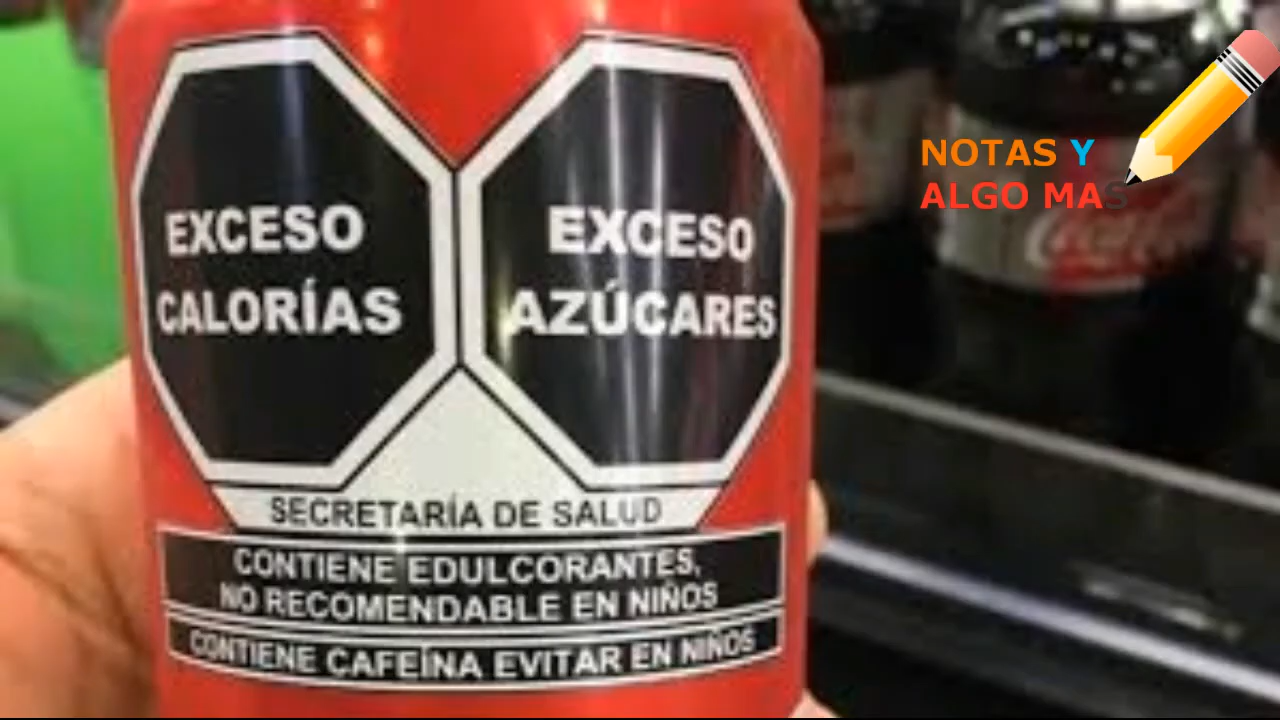 EXCESO
CALORÍAS
EXCESO
AZÚCARES
SECRETARÍA DE SALUD
CONTIENE EDULCORANTES,
NO RECOMENDABLE EN NIÑOS
CONTIENE CAFEÍNA EVITAR EN NIÑOS
NOTAS Y
ALGO MAS